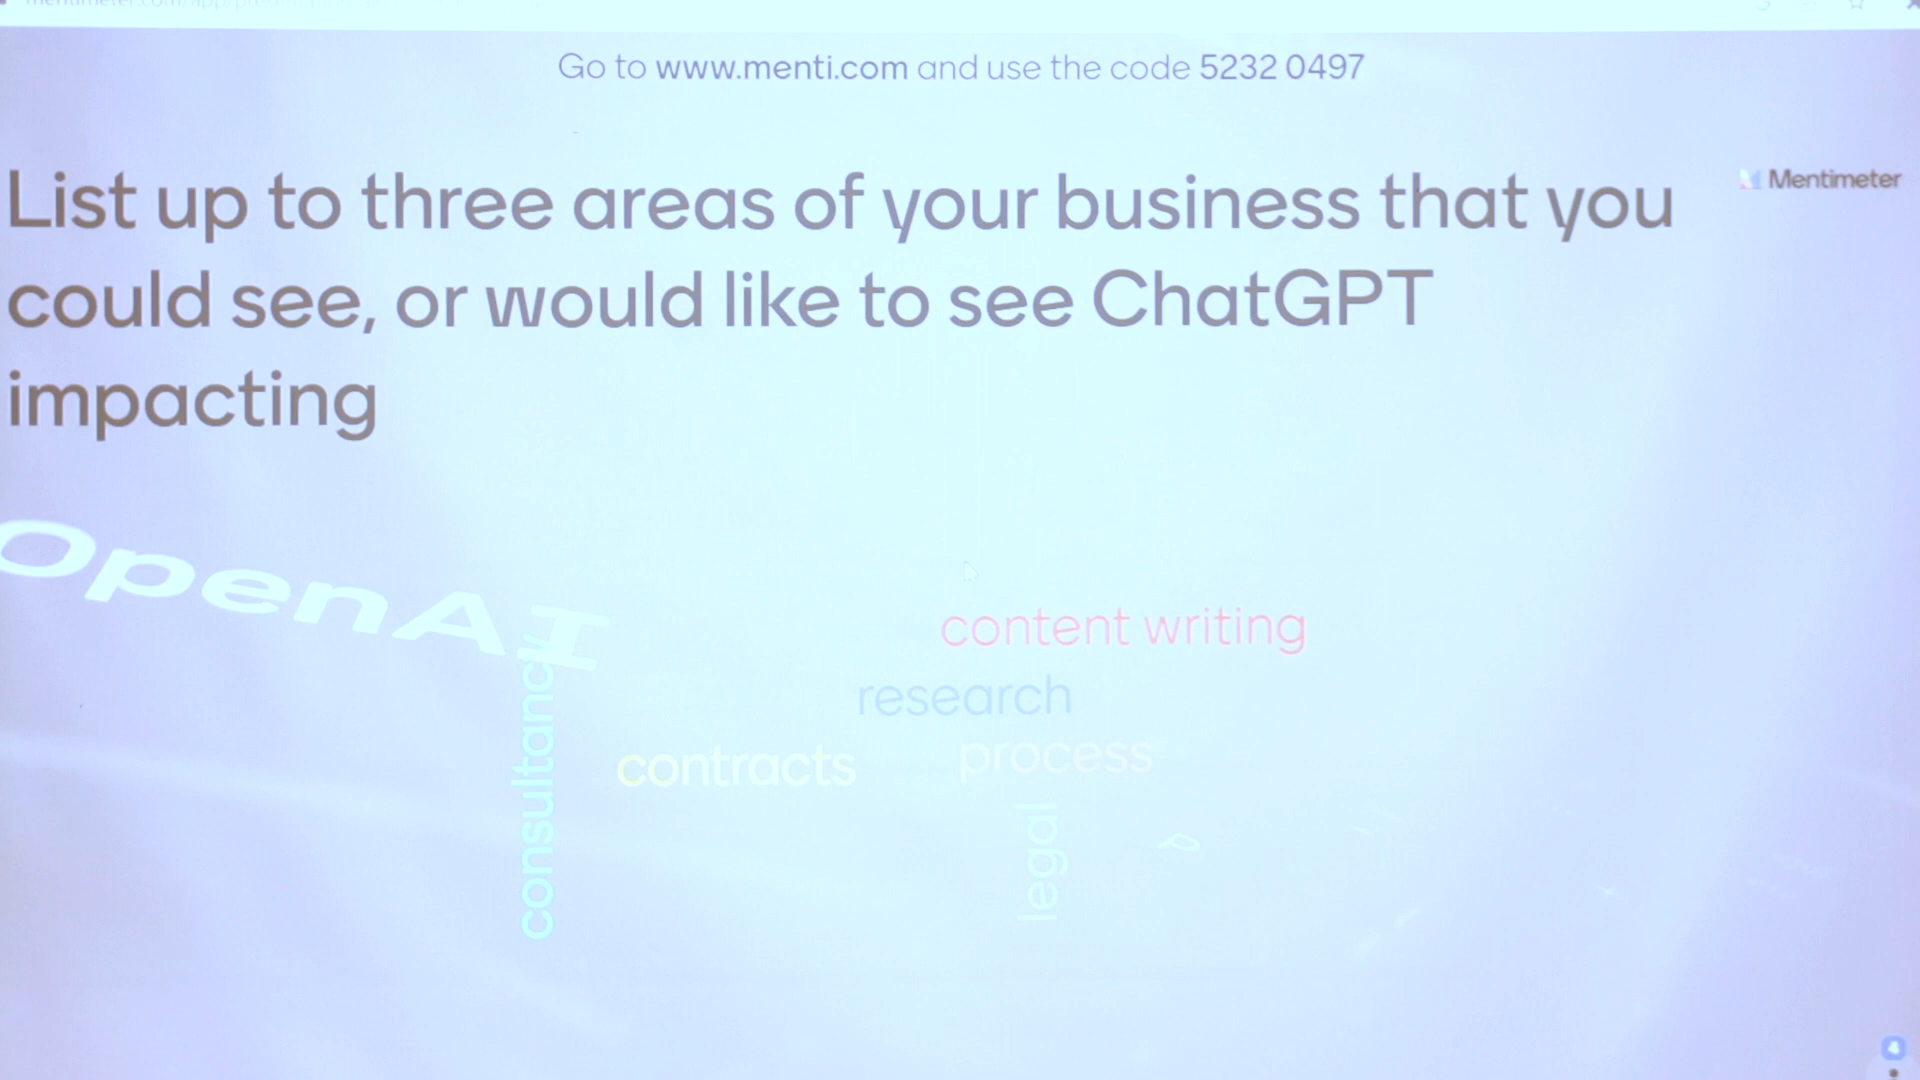 Go to www.menti.com and use the code 5232 0497
Mentimeter
List up to three areas of your business that you
could see, or would like to see ChatGPT
impacting
OpenAI
content writing
research
consultancy
contracts
process
legal
4